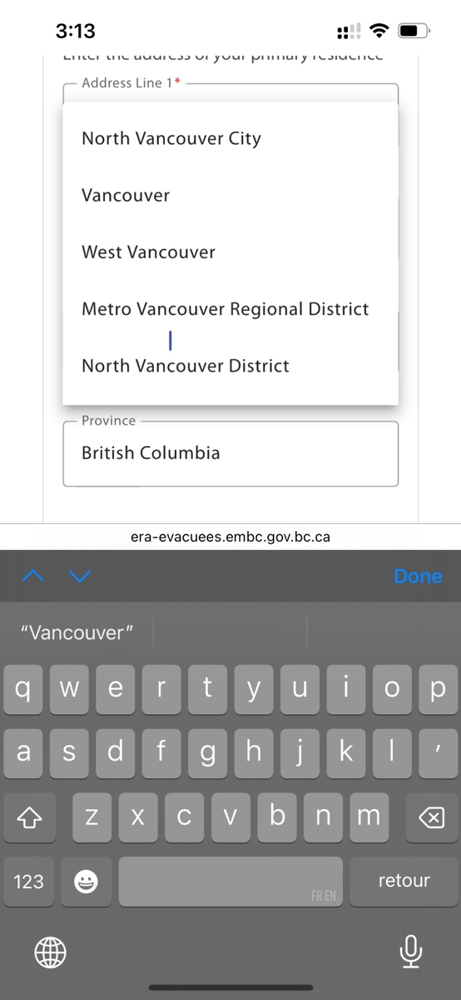 3:13
Enter the address of your primary residence
Address Line 1*
North Vancouver City
Vancouver
West Vancouver
Metro Vancouver Regional District
North Vancouver District
Province
British Columbia
era-evacuees.embc.gov.bc.ca
Done
“Vancouver”
q w e r t y u i o p
a s d f g h j k l ′
z x c v b n m
123
FR EN
retour